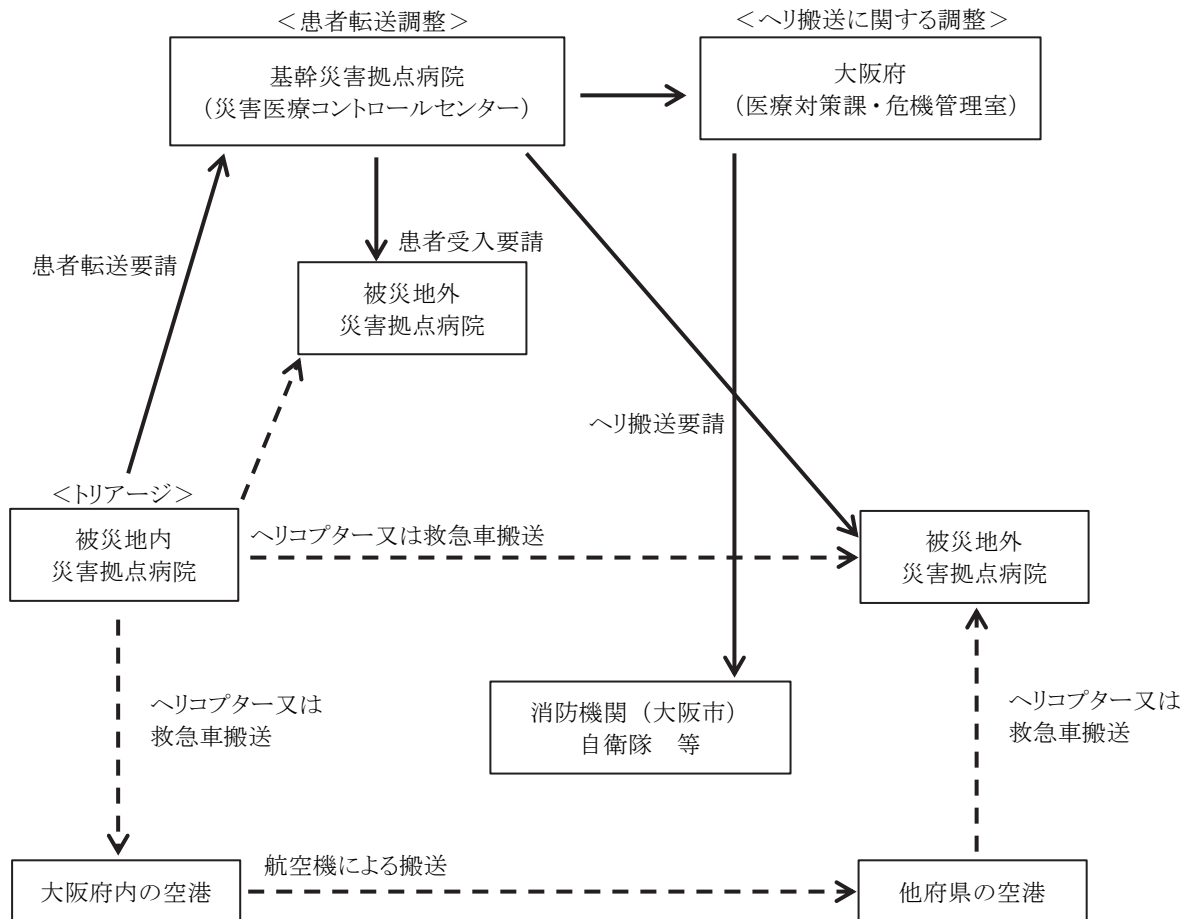 ＜患者転送調整＞
＜ヘリ搬送に関する調整＞
基幹災害拠点病院
（災害医療コントロールセンター）
大阪府
（医療対策課・危機管理室）
患者転送要請
患者受入要請
被災地外
災害拠点病院
ヘリ搬送要請
＜トリアージ＞
被災地内
災害拠点病院
ヘリコプター又は救急車搬送
被災地外
災害拠点病院
ヘリコプター又は
救急車搬送
消防機関（大阪市）
自衛隊　等
ヘリコプター又は
救急車搬送
大阪府内の空港
航空機による搬送
他府県の空港